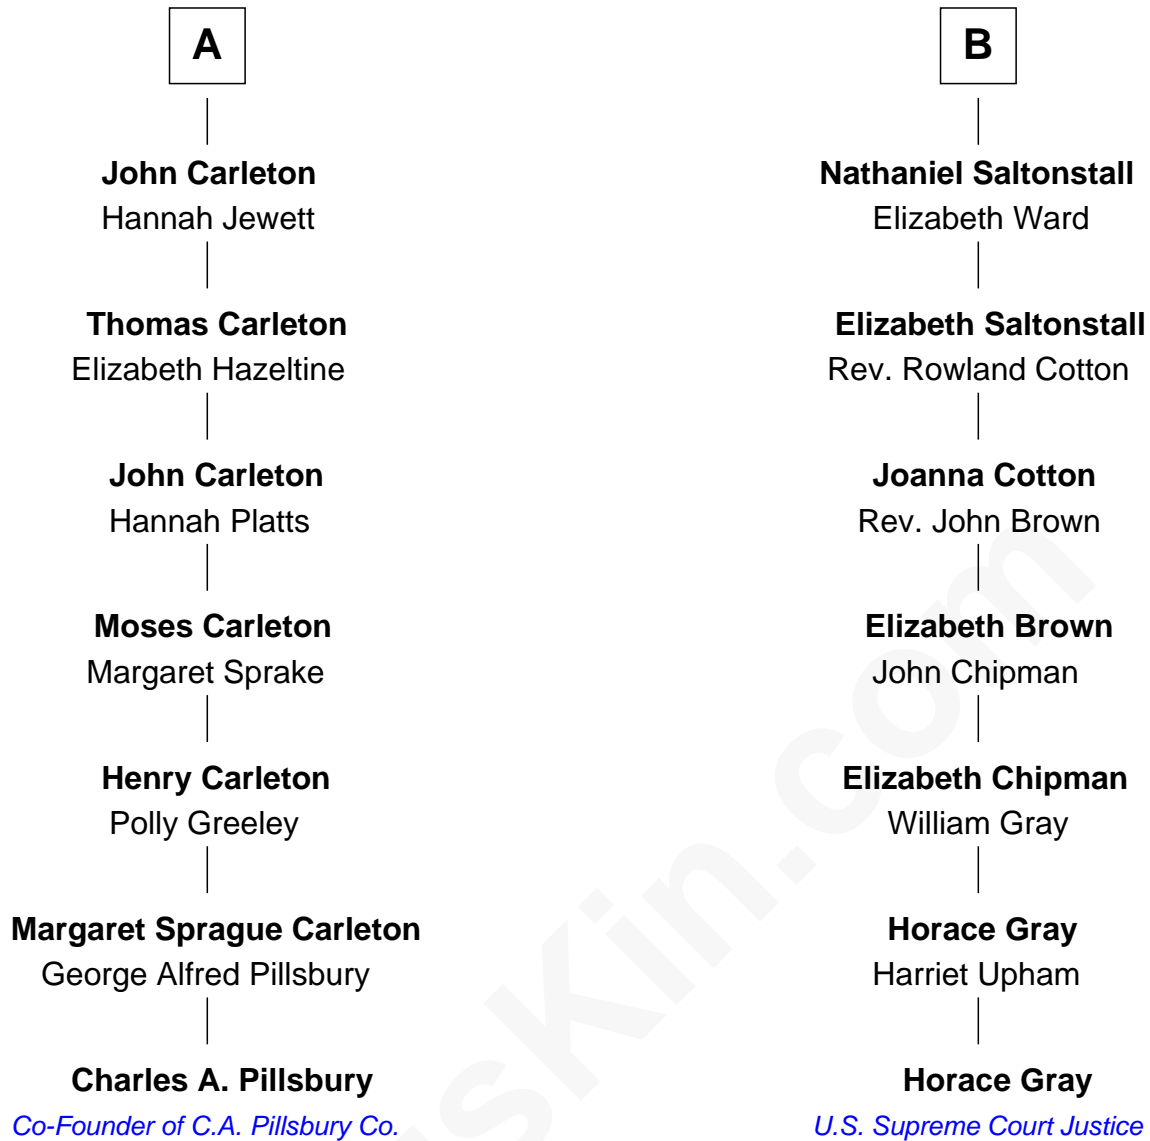 A
B
John Carleton
Hannah Jewett
Nathaniel Saltonstall
Elizabeth Ward
Thomas Carleton
Elizabeth Hazeltine
Elizabeth Saltonstall
Rev. Rowland Cotton
John Carleton
Hannah Platts
Joanna Cotton
Rev. John Brown
Moses Carleton
Margaret Sprake
Elizabeth Brown
John Chipman
Henry Carleton
Polly Greeley
Elizabeth Chipman
William Gray
Margaret Sprague Carleton
George Alfred Pillsbury
Horace Gray
Harriet Upham
Charles A. Pillsbury
Co-Founder of C.A. Pillsbury Co.
Horace Gray
U.S. Supreme Court Justice
sKin.com